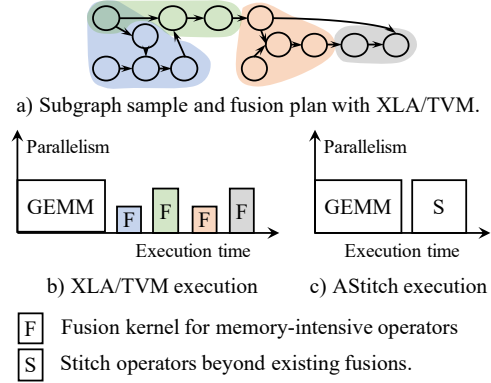 a) Subgraph sample and fusion plan with XLA/TVM.
Parallelism
GEMM
F
F
F
F
Execution time
b) XLA/TVM execution
Parallelism
GEMM
S
Execution time
c) AStitch execution
F Fusion kernel for memory-intensive operators
S Stitch operators beyond existing fusions.